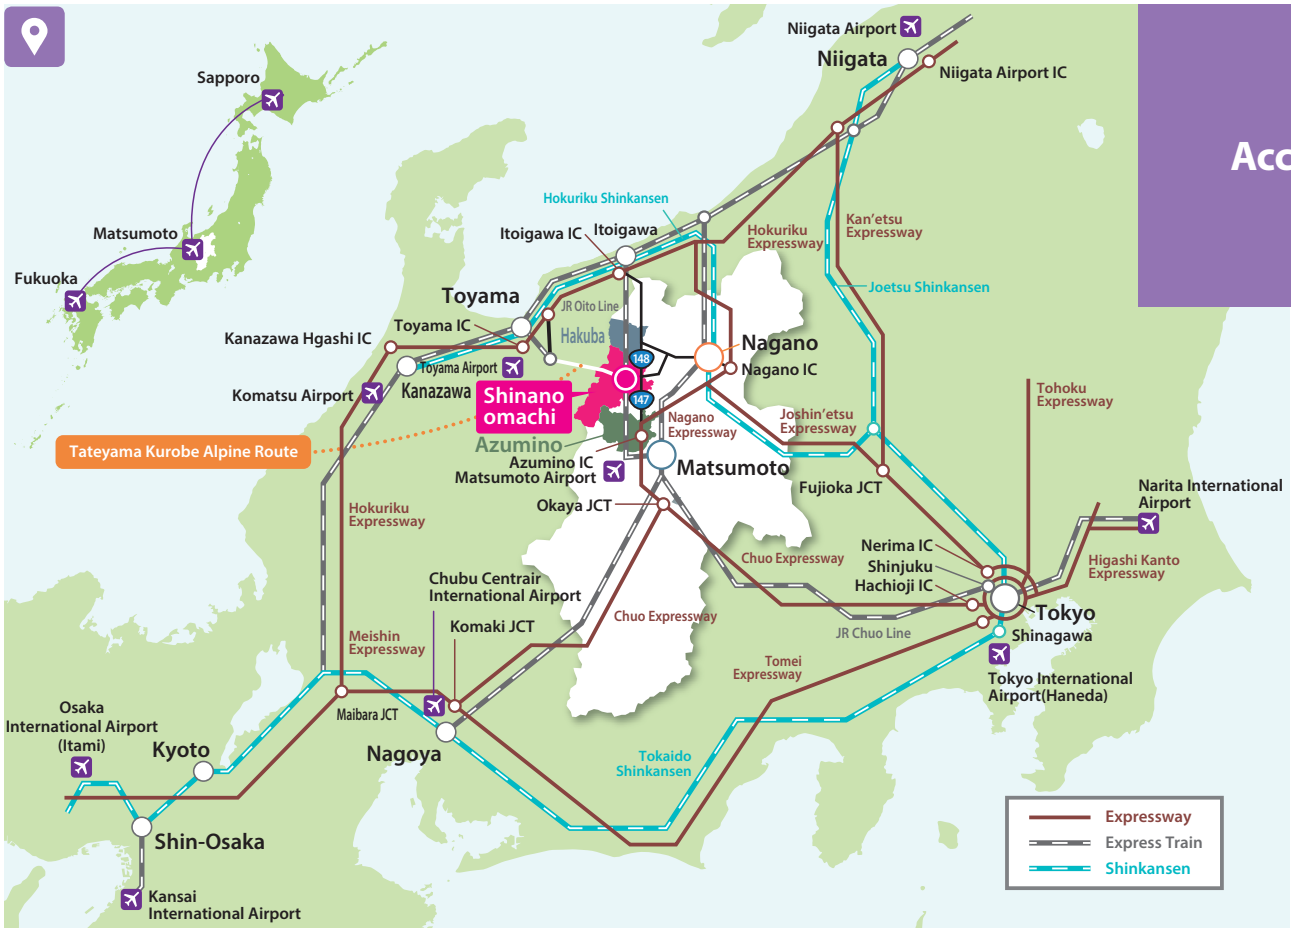 Sapporo
Matsumoto
Fukuoka
Niigata Airport
Niigata
Niigata Airport IC
Acc
Hokuriku Shinkansen
Itoigawa IC
Itoigawa
Hokuriku
Expressway
Kan'etsu
Expressway
Joetsu Shinkansen
Toyama
JR Oito Line
Toyama IC
Hakuba
Kanazawa Hgashi IC
Toyama Airport
148
Nagano
Nagano IC
Komatsu Airport
Kanazawa
Shinano
omachi
147
Tohoku
Expressway
Nagano
Expressway
Joshin'etsu
Expressway
Tateyama Kurobe Alpine Route
Azumino
Azumino IC
Matsumoto Airport
Matsumoto
Fujioka JCT
Narita International
Airport
Okaya JCT
Hokuriku
Expressway
Chuo Expressway
Nerima IC
Shinjuku
Hachioji IC
Higashi Kanto
Expressway
Chubu Centrair
International Airport
Chuo Expressway
Tokyo
Shinagawa
JR Chuo Line
Meishin
Expressway
Komaki JCT
Tomei
Expressway
Tokyo International
Airport(Haneda)
Maibara JCT
Osaka
International Airport
(Itami)
Kyoto
Nagoya
Tokaido
Shinkansen
Shin-Osaka
Kansai
International Airport
Expressway
Express Train
Shinkansen